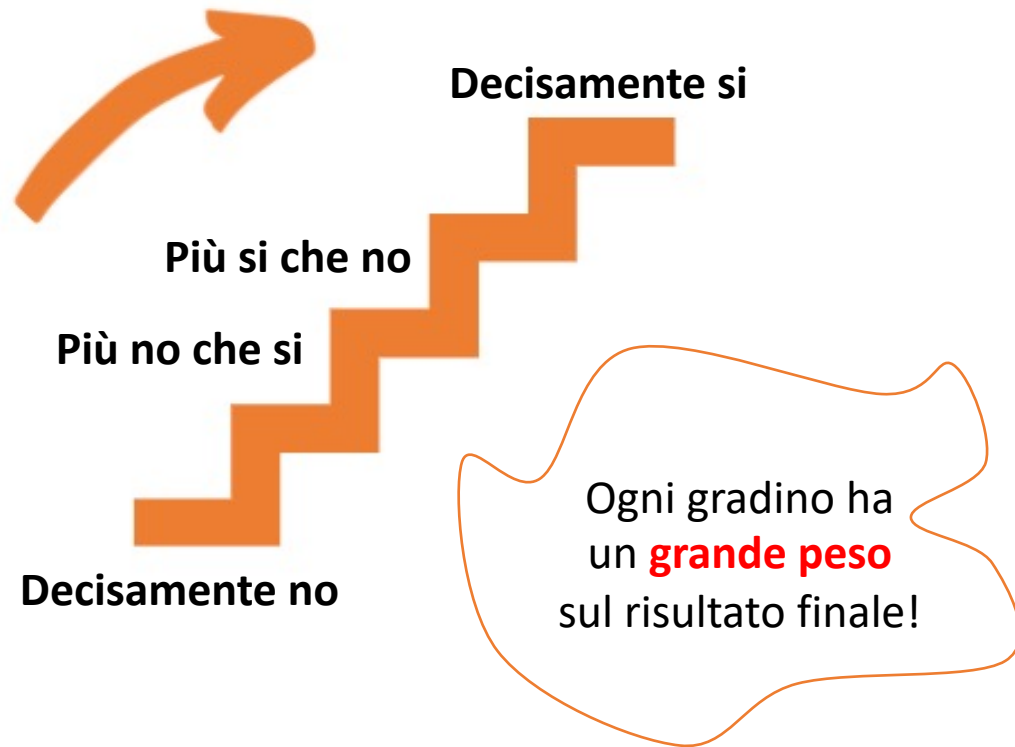 Decisamente si
Più si che no
Più no che si
Decisamente no
Ogni gradino ha
un grande peso
sul risultato finale!